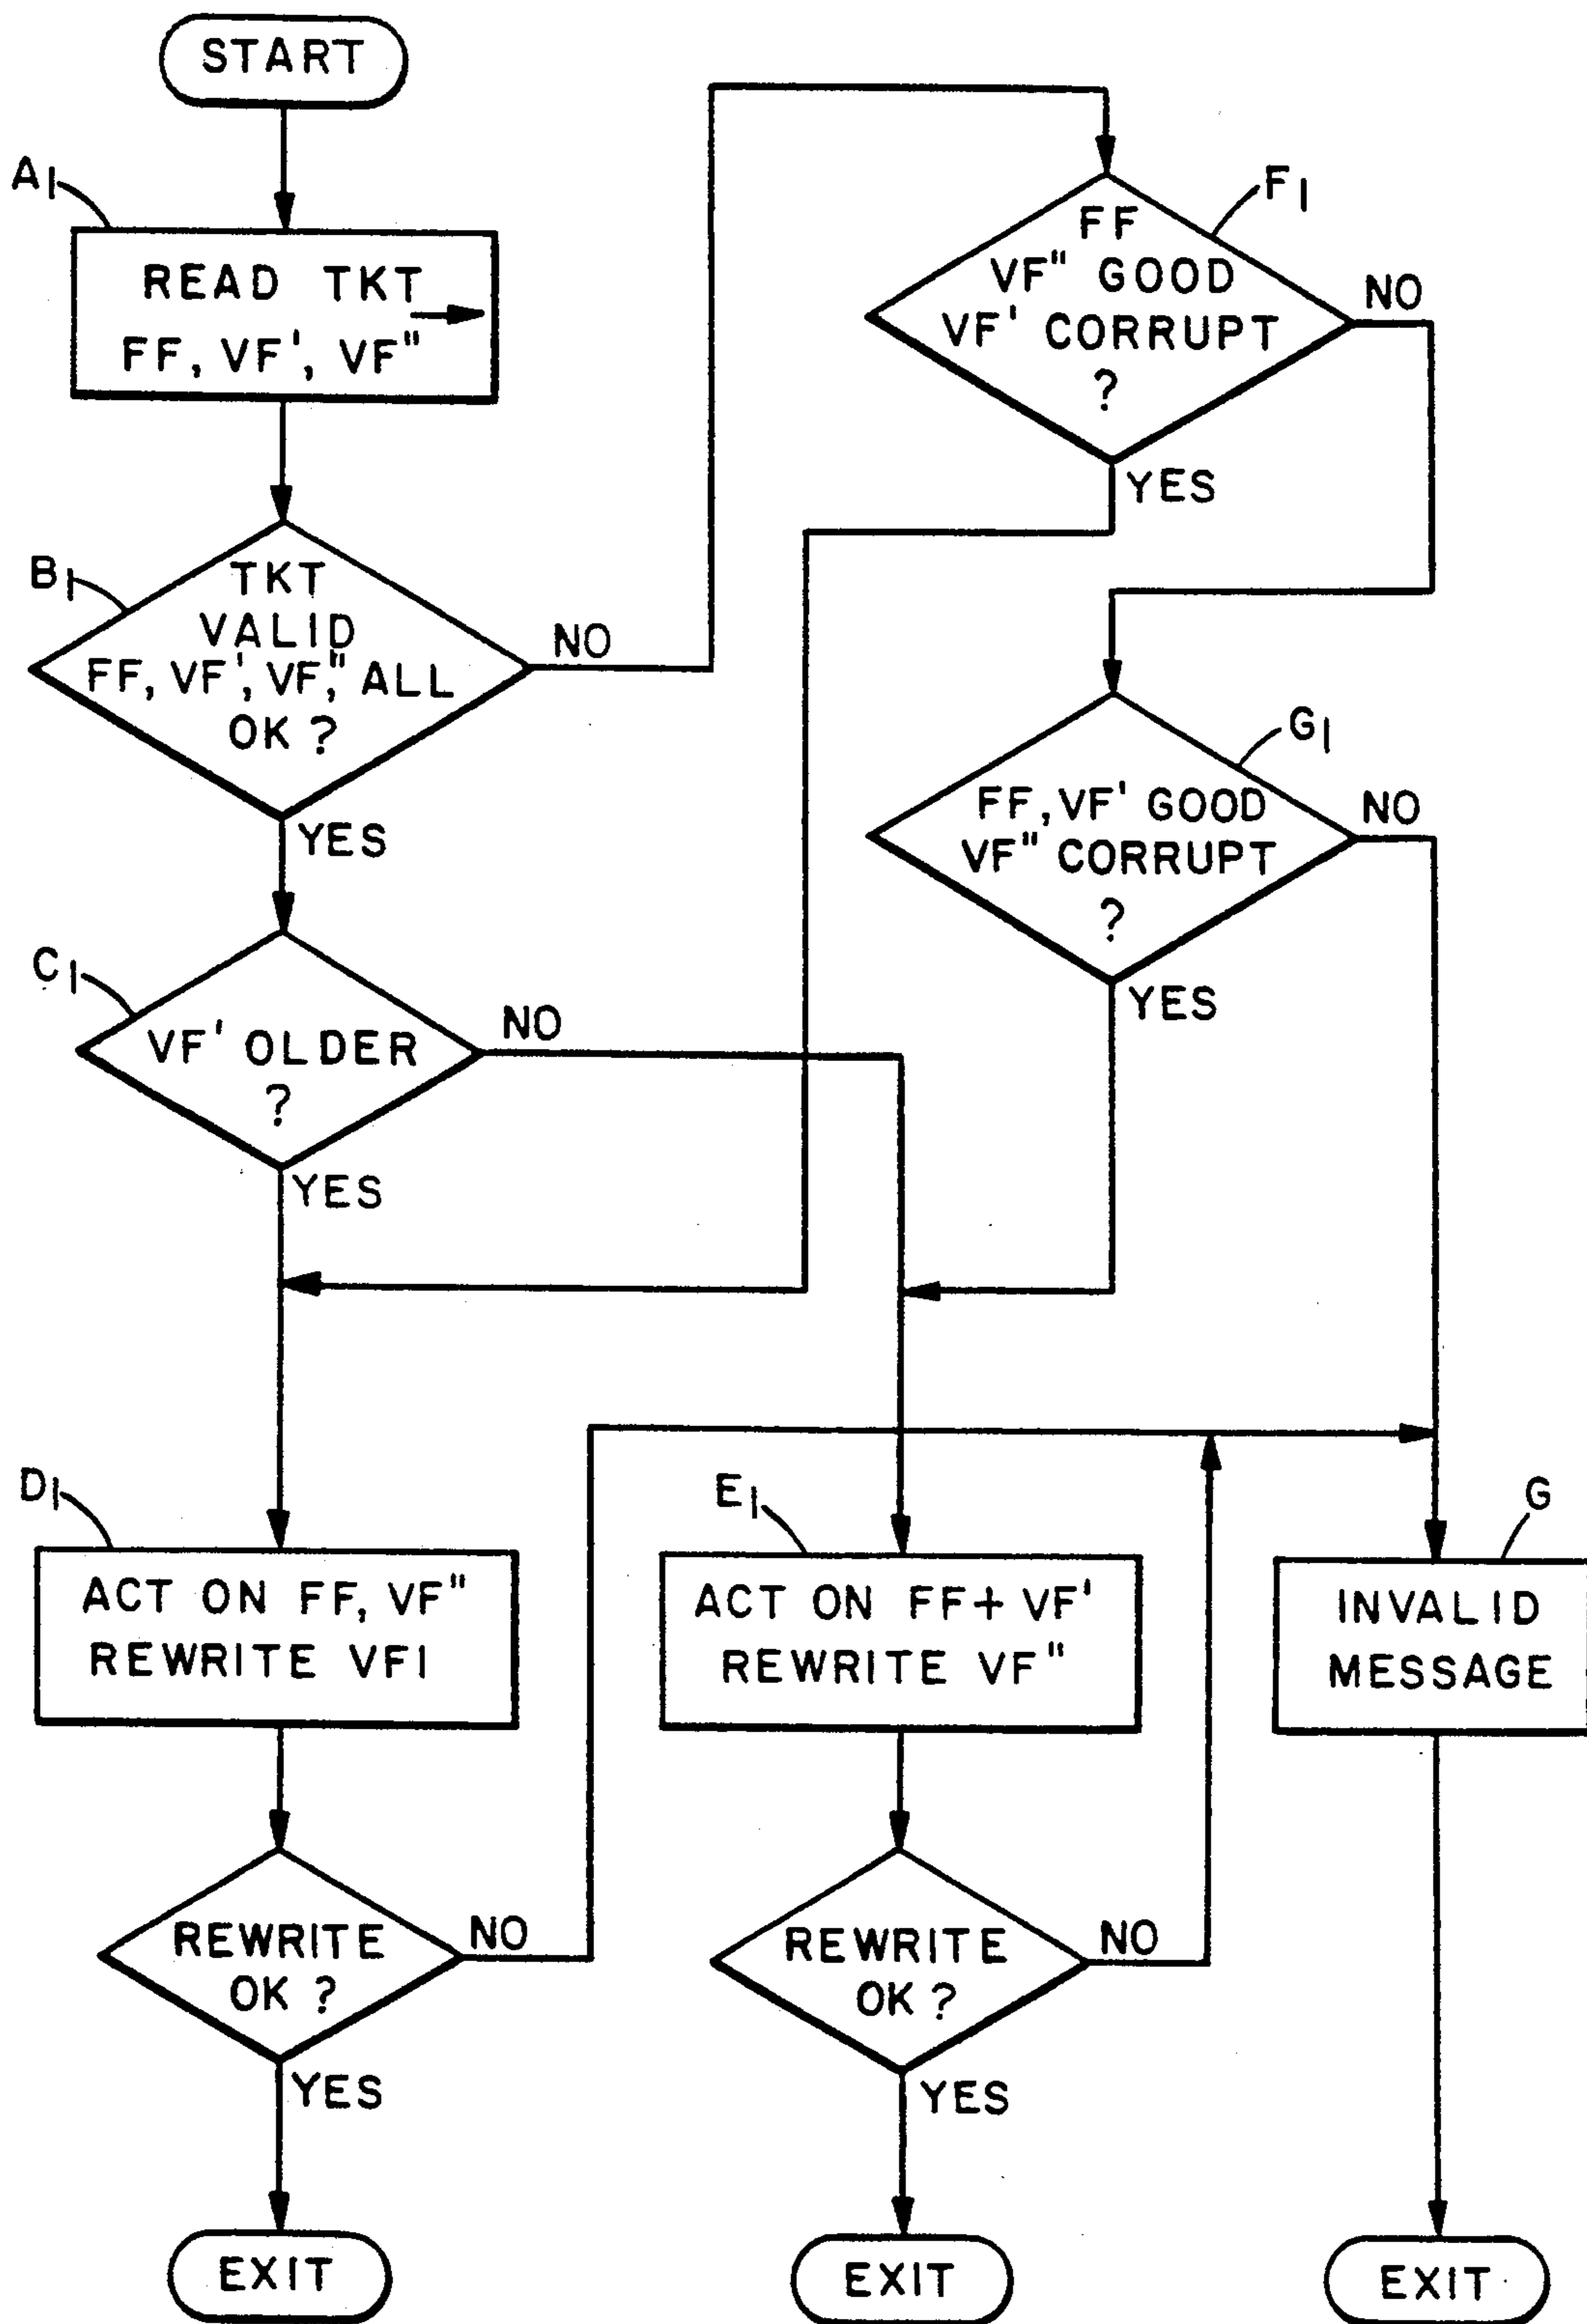 START
A1
READ TKT
FF, VF', VF"
B1
TKT
VALID
FF, VF', VF," ALL
OK ?
NO
YES
C1
VF' OLDER
?
NO
YES
F1
FF
VF" GOOD
VF' CORRUPT
?
NO
YES
G1
FF, VF' GOOD
VF" CORRUPT
?
NO
YES
D1
ACT ON FF, VF"
REWRITE VF1
REWRITE
OK ?
NO
YES
EXIT
E1
ACT ON FF+ VF'
REWRITE VF"
REWRITE
OK ?
NO
YES
EXIT
G
INVALID
MESSAGE
EXIT